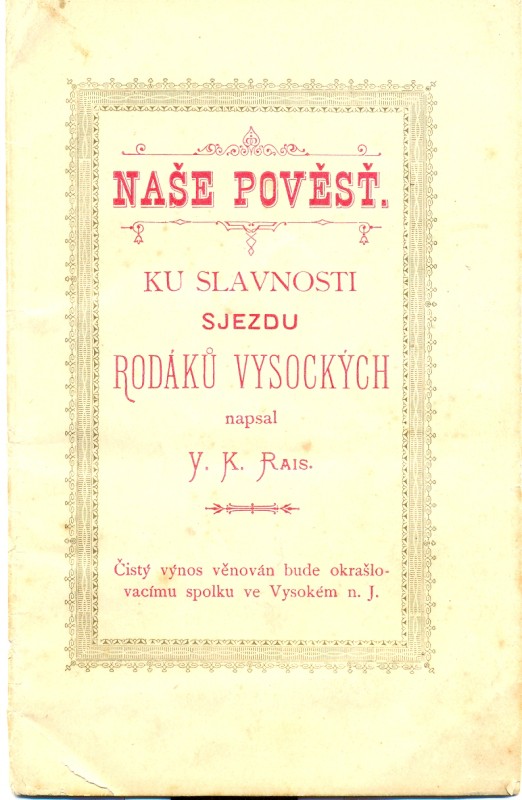 NAŠE POVĚSŤ.
KU SLAVNOSTI
SJEZDU
RODÁKŮ VYSOCKÝCH
napsal
V. K. RAIS.
Čistý výnos věnován bude okrašlo-
vacímu spolku ve Vysokém n. J.